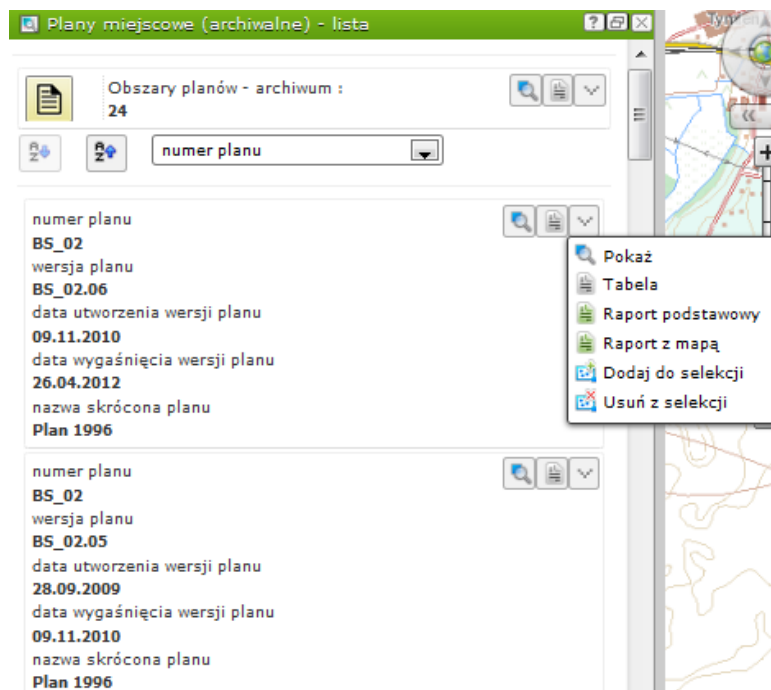 Plany miejscowe (archiwalne) - lista
?
Obszary planów - archiwum :
24
A
Z
A
Z
numer planu
numer planu
BS_02
wersja planu
BS_02.06
data utworzenia wersji planu
09.11.2010
data wygaśnięcia wersji planu
26.04.2012
nazwa skrócona planu
Plan 1996
Pokaż
Tabela
Raport podstawowy
Raport z mapą
Dodaj do selekcji
Usuń z selekcji
numer planu
BS_02
wersja planu
BS_02.05
data utworzenia wersji planu
28.09.2009
data wygaśnięcia wersji planu
09.11.2010
nazwa skrócona planu
Plan 1996